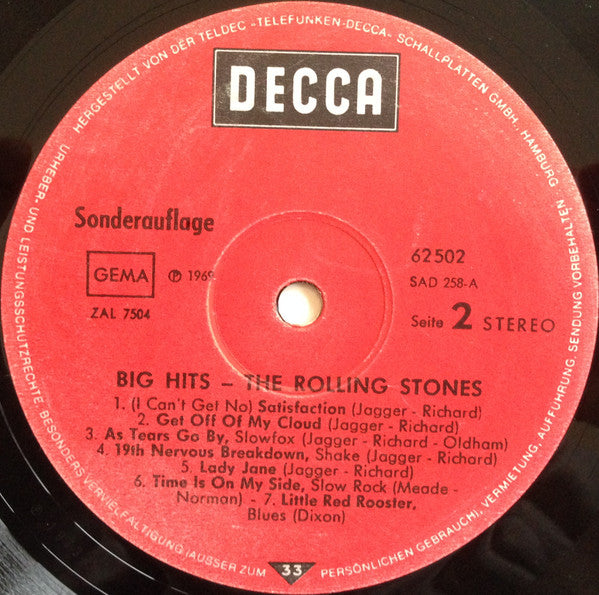 HERGESTELLT VON DER TELDEC »TELEFUNKEN-DECCA« SCHALLPLATTEN GMBH., HAMBURG
URHEBER- UND LEISTUNGSSCHUTZRECHTE, BESONDERS VERVIELFALTIGUNG (AUSSER ZUM PERSÖNLICHEN GEBRAUCH), VERMIETUNG, AUFFÜHRUNG, SENDUNG VORBEHALTEN
DECCA
Sonderauflage
GEMA
℗ 1969
ZAL 7504
62502
SAD 258-A
Seite 2 STEREO
BIG HITS - THE ROLLING STONES
1. (I Can't Get No) Satisfaction (Jagger - Richard)
2. Get Off Of My Cloud (Jagger - Richard)
3. As Tears Go By, Slowfox (Jagger - Richard - Oldham)
4. 19th Nervous Breakdown, Shake (Jagger - Richard)
5. Lady Jane (Jagger - Richard)
6. Time Is On My Side, Slow Rock (Meade -
Norman) - 7. Little Red Rooster,
Blues (Dixon)
33